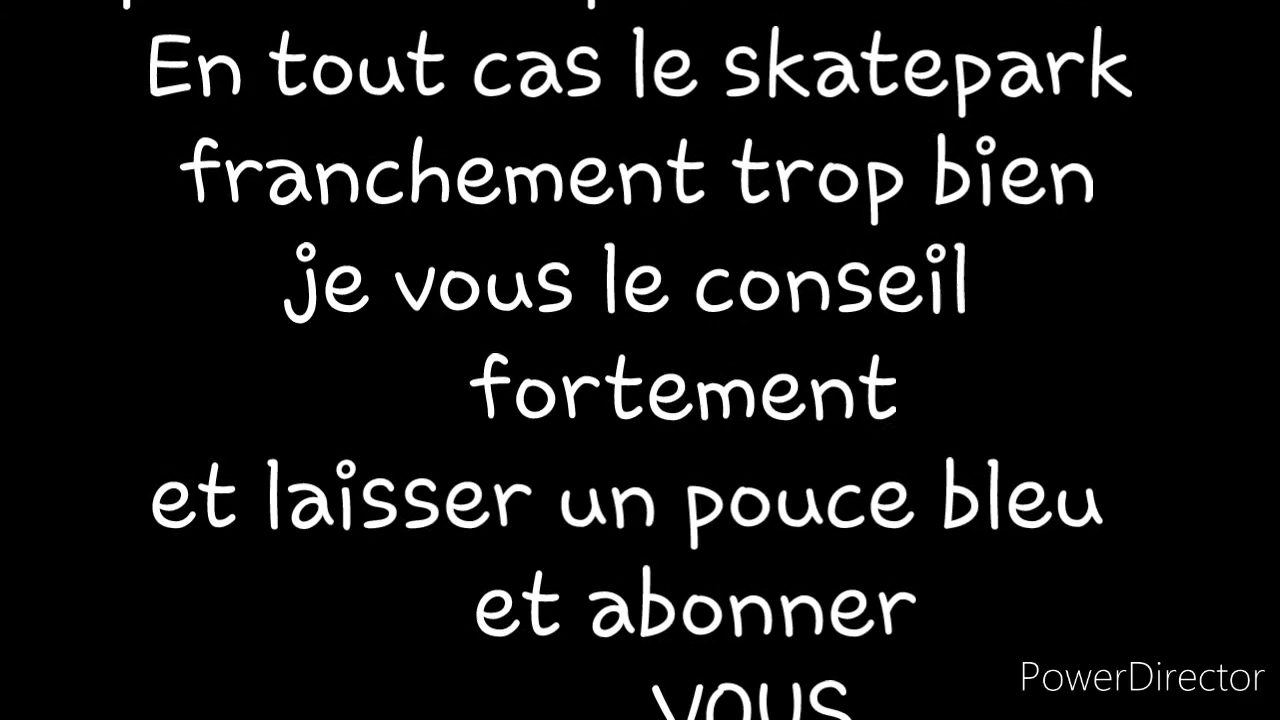 En tout cas le skatepark
franchement trop bien
je vous le conseil
fortement
et laisser un pouce bleu
et abonner
vous
PowerDirector